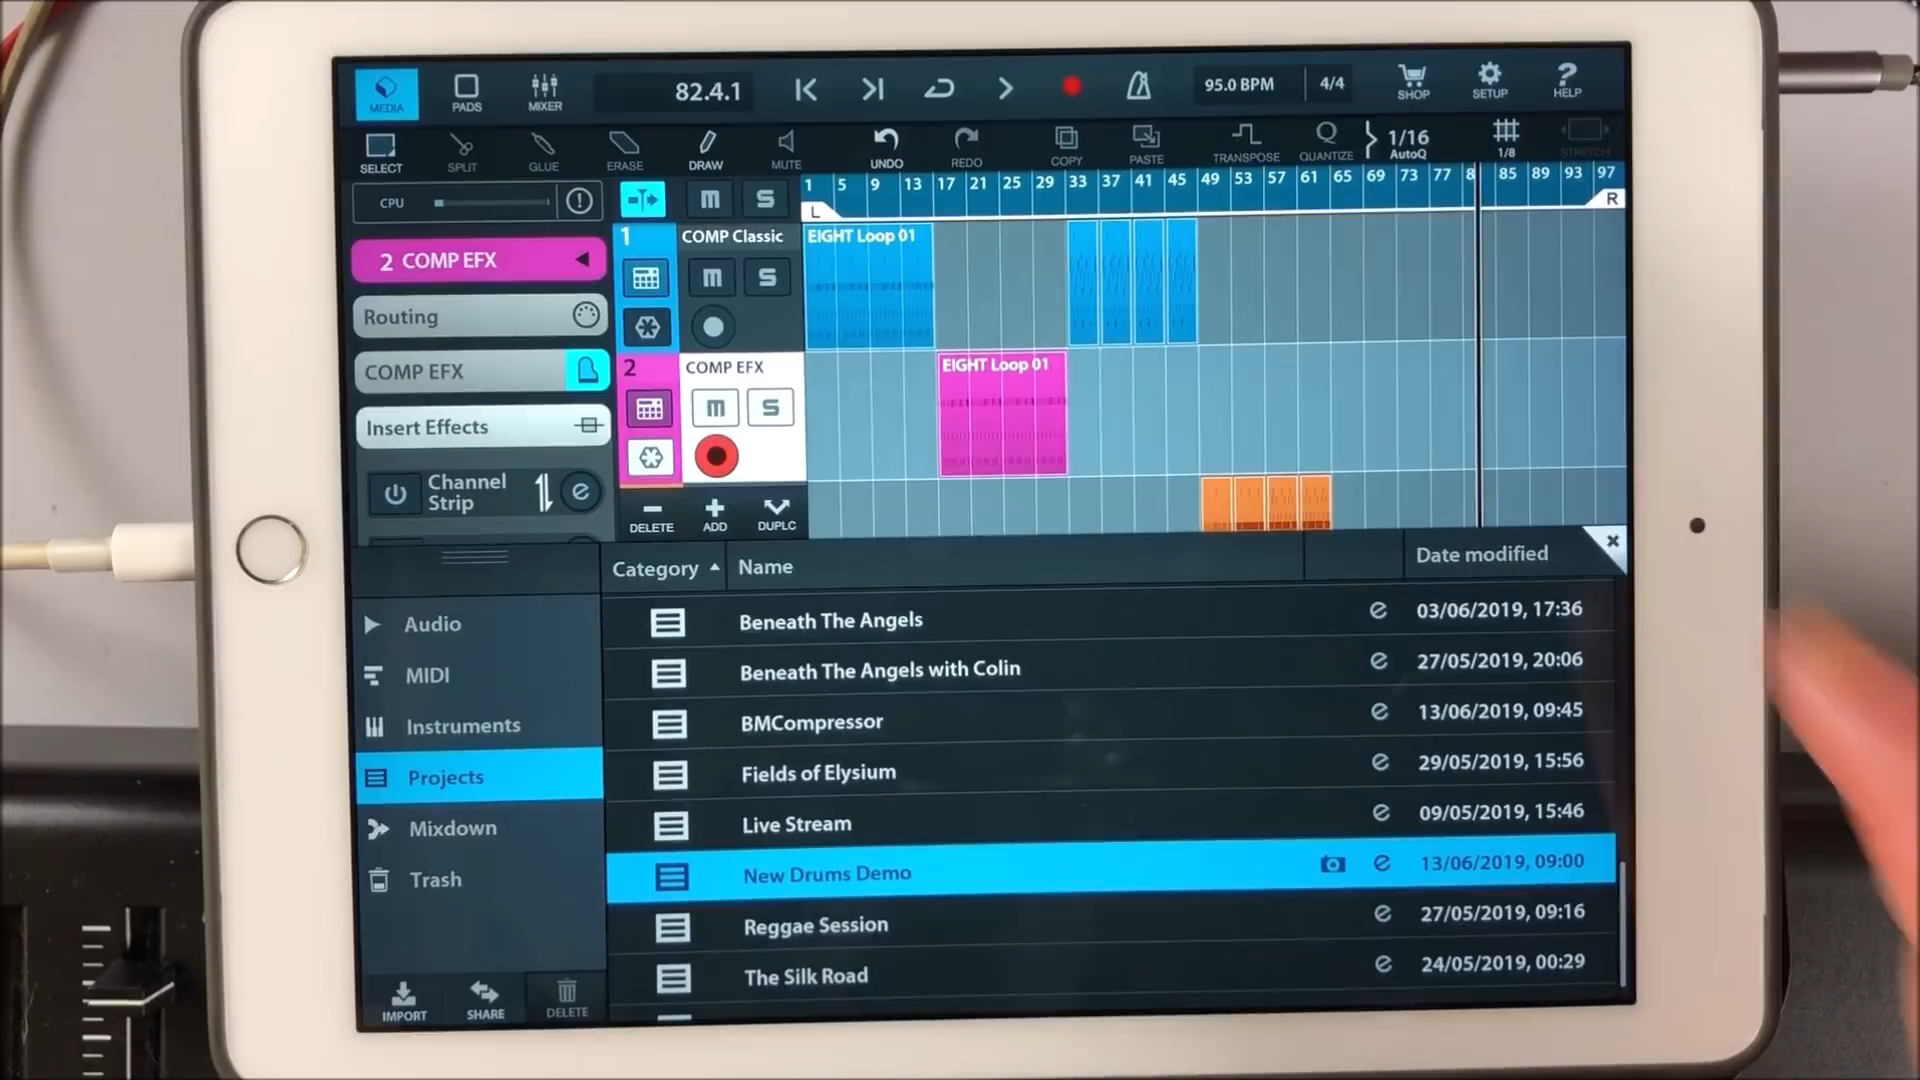 MEDIA
PADS
MIXER
82.4.1
95.0 BPM
4/4
SHOP
SETUP
HELP
SELECT
SPLIT
GLUE
ERASE
DRAW
MUTE
UNDO
REDO
COPY
PASTE
TRANSPOSE
QUANTIZE
1/16
AutoQ
1/8
STRETCH
CPU
m S
1 5 9 13 17 21 25 29 33 37 41 45 49 53 57 61 65 69 73 77 8 85 89 93 97
L R
2 COMP EFX
Routing
COMP EFX
Insert Effects
Channel
Strip
e
1 COMP Classic
m S
EIGHT Loop 01
2 COMP EFX
m S
EIGHT Loop 01
DELETE
ADD
DUPLC
Category
Name
Date modified
Audio
MIDI
Instruments
Projects
Mixdown
Trash
Beneath The Angels e 03/06/2019, 17:36
Beneath The Angels with Colin e 27/05/2019, 20:06
BMCompressor e 13/06/2019, 09:45
Fields of Elysium e 29/05/2019, 15:56
Live Stream e 09/05/2019, 15:46
New Drums Demo e 13/06/2019, 09:00
Reggae Session e 27/05/2019, 09:16
The Silk Road e 24/05/2019, 00:29
IMPORT
SHARE
DELETE